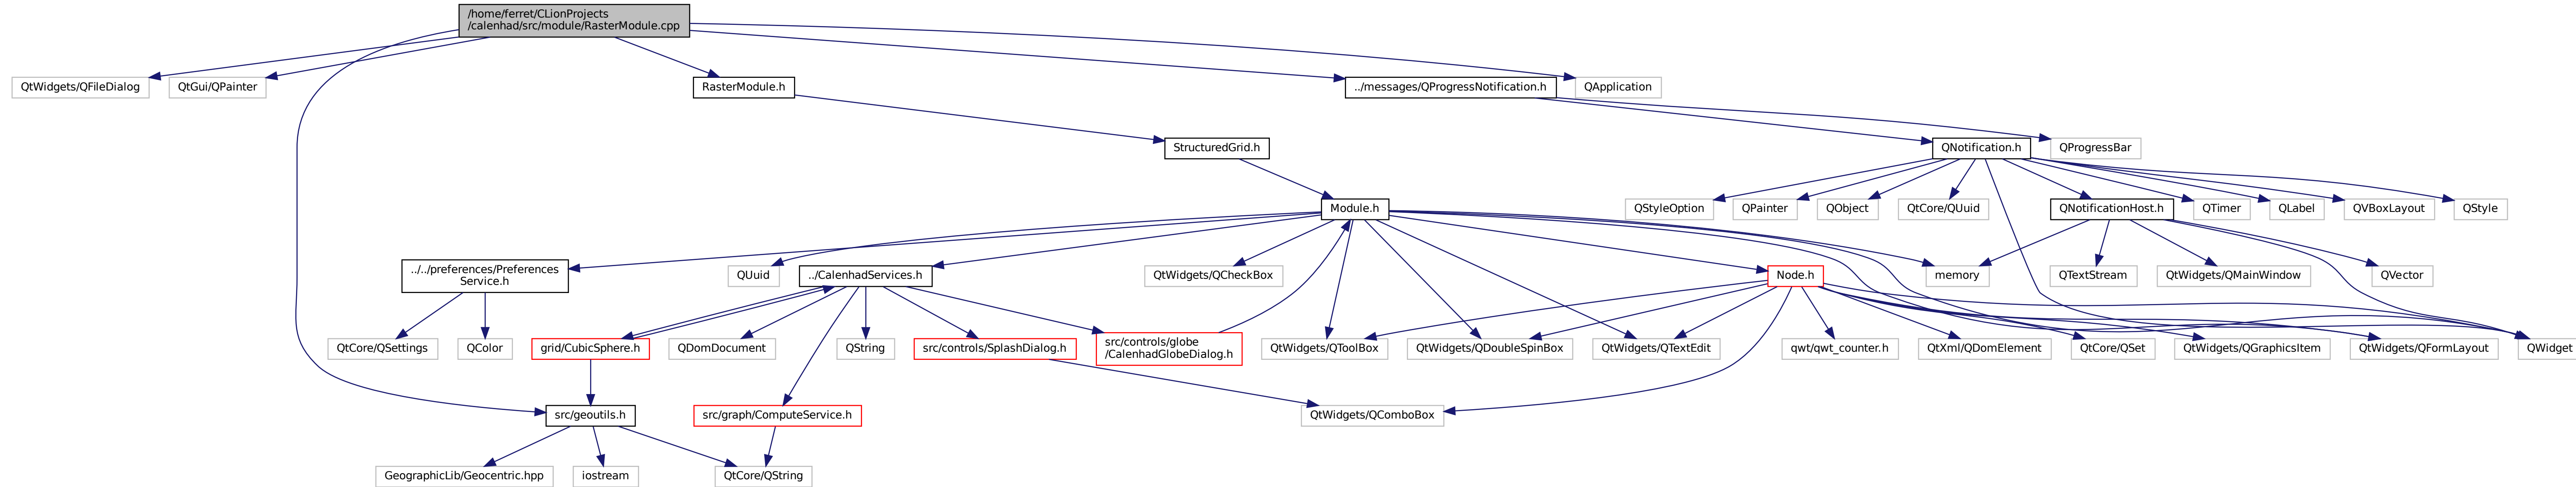 /home/ferret/CLionProjects
/calenhad/src/module/RasterModule.cpp
QtWidgets/QFileDialog
QtGui/QPainter
RasterModule.h
../messages/QProgressNotification.h
QApplication
StructuredGrid.h
QNotification.h
QProgressBar
Module.h
QStyleOption
QPainter
QObject
QtCore/QUuid
QNotificationHost.h
QTimer
QLabel
QVBoxLayout
QStyle
../../preferences/Preferences
Service.h
QUuid
../CalenhadServices.h
QtWidgets/QCheckBox
Node.h
memory
QTextStream
QtWidgets/QMainWindow
QVector
QtCore/QSettings
QColor
grid/CubicSphere.h
QDomDocument
QString
src/controls/SplashDialog.h
src/controls/globe
/CalenhadGlobeDialog.h
QtWidgets/QToolBox
QtWidgets/QDoubleSpinBox
QtWidgets/QTextEdit
qwt/qwt_counter.h
QtXml/QDomElement
QtCore/QSet
QtWidgets/QGraphicsItem
QtWidgets/QFormLayout
QWidget
src/geoutils.h
src/graph/ComputeService.h
QtWidgets/QComboBox
GeographicLib/Geocentric.hpp
iostream
QtCore/QString